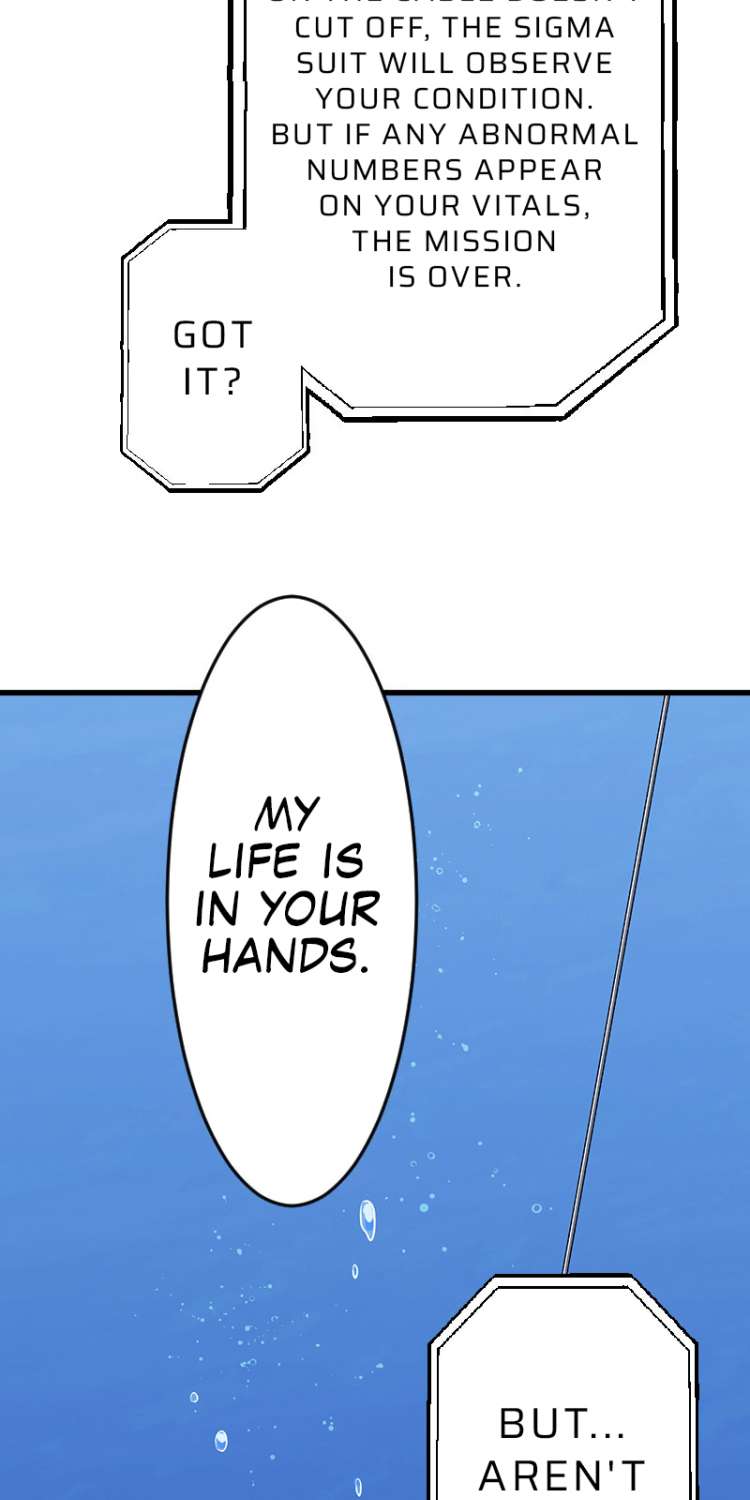 CUT OFF, THE SIGMA
SUIT WILL OBSERVE
YOUR CONDITION.
BUT IF ANY ABNORMAL
NUMBERS APPEAR
ON YOUR VITALS,
THE MISSION
IS OVER.
GOT
IT?
MY
LIFE IS
IN YOUR
HANDS.
BUT...
AREN'T